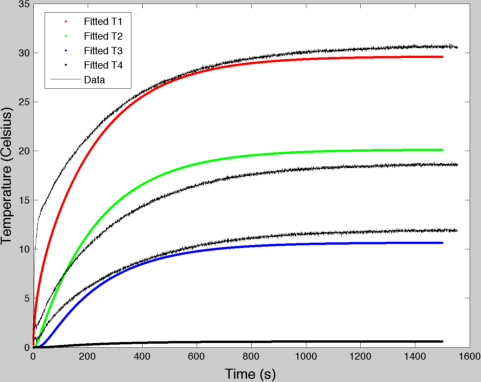 35
30
25
20
15
10
5
0
Temperature (Celsius)
Fitted T1
Fitted T2
Fitted T3
Fitted T4
Data
0 200 400 600 800 1000 1200 1400 1600
Time (s)